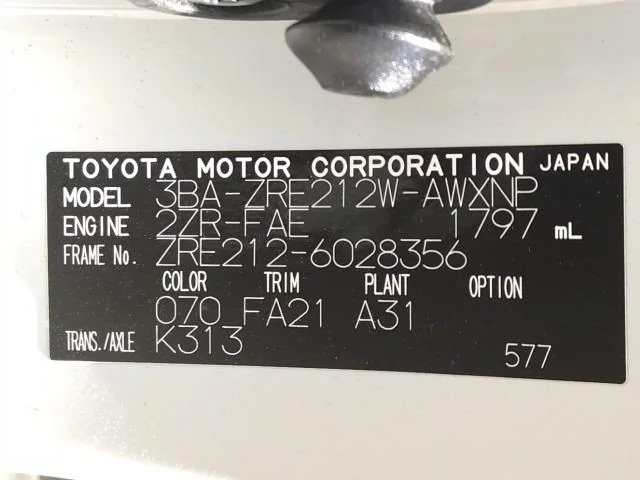 TOYOTA MOTOR CORPORATION JAPAN
MODEL 3BA-ZRE212W-AWXNP
ENGINE 2ZR-FAE 1797 mL
FRAME No. ZRE212-6028356
COLOR TRIM PLANT OPTION
070 FA21 A31
TRANS./AXLE K313
577